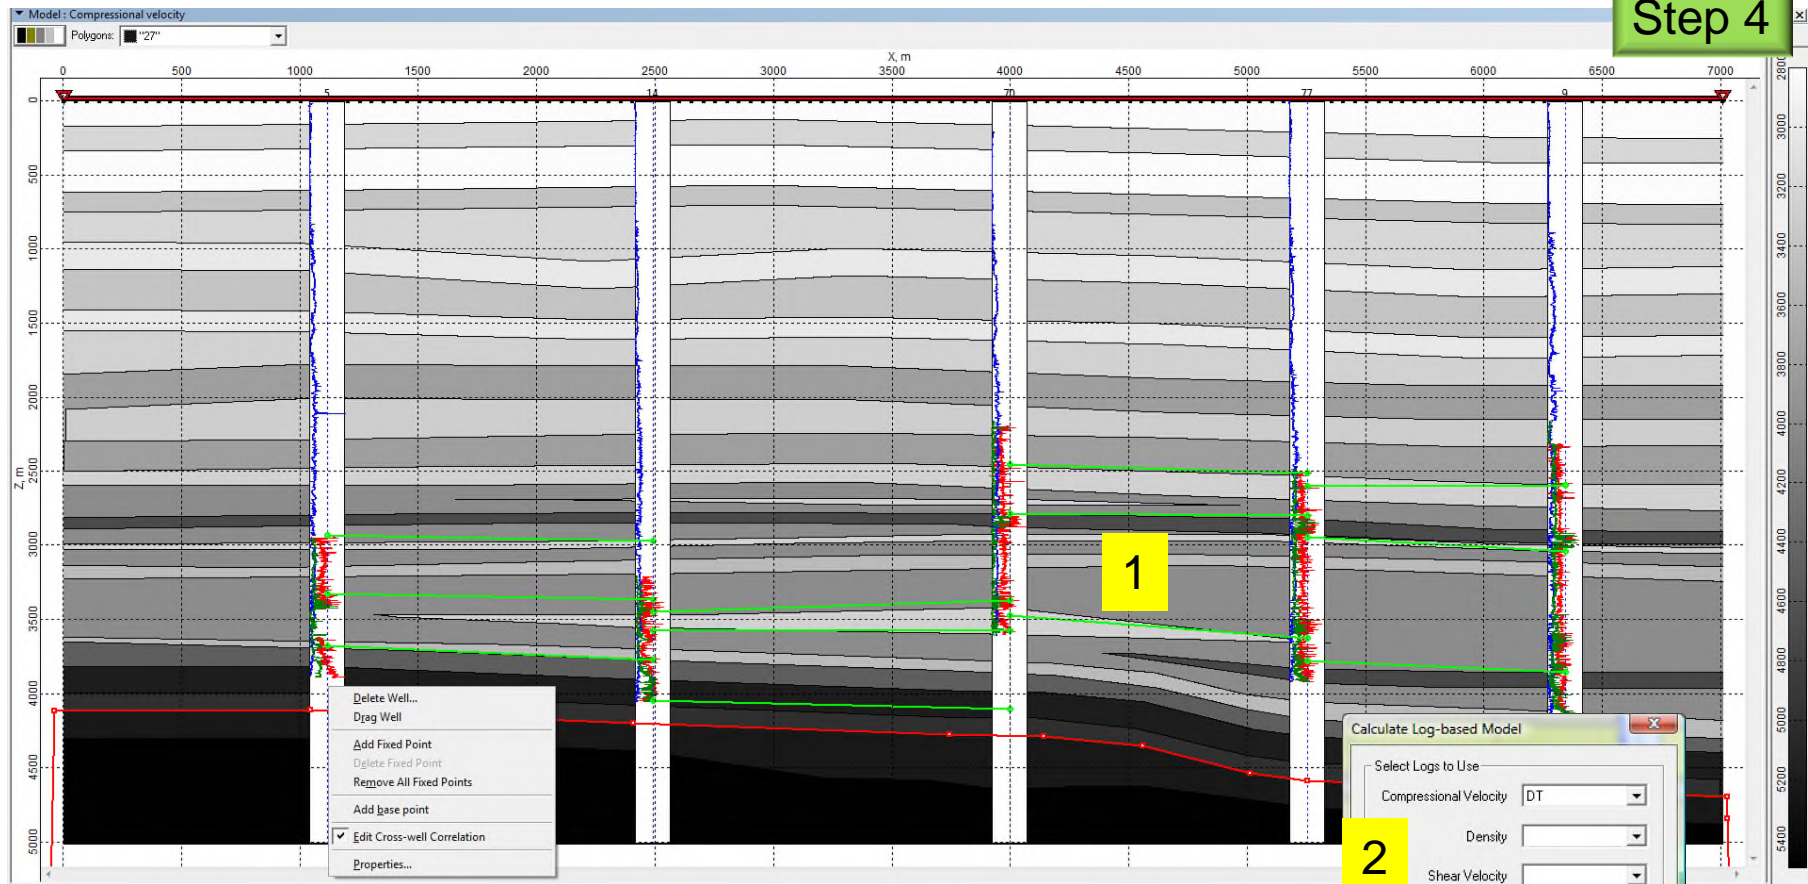 Model : Compressional velocity
Step 4
Polygons: "27"
X, m
0 500 1000 1500 2000 2500 3000 3500 4000 4500 5000 5500 6000 6500 7000
5 14 70 77 9
Z, m
0
500
1000
1500
2000
2500
3000
3500
4000
4500
5000
2800
3000
3200
3400
3600
3800
4000
4200
4400
4600
4800
5000
5200
5400
1
Delete Well...
Drag Well
Add Fixed Point
Delete Fixed Point
Remove All Fixed Points
Add base point
Edit Cross-well Correlation
Properties...
Calculate Log-based Model
Select Logs to Use
Compressional Velocity DT
Density
2
Shear Velocity